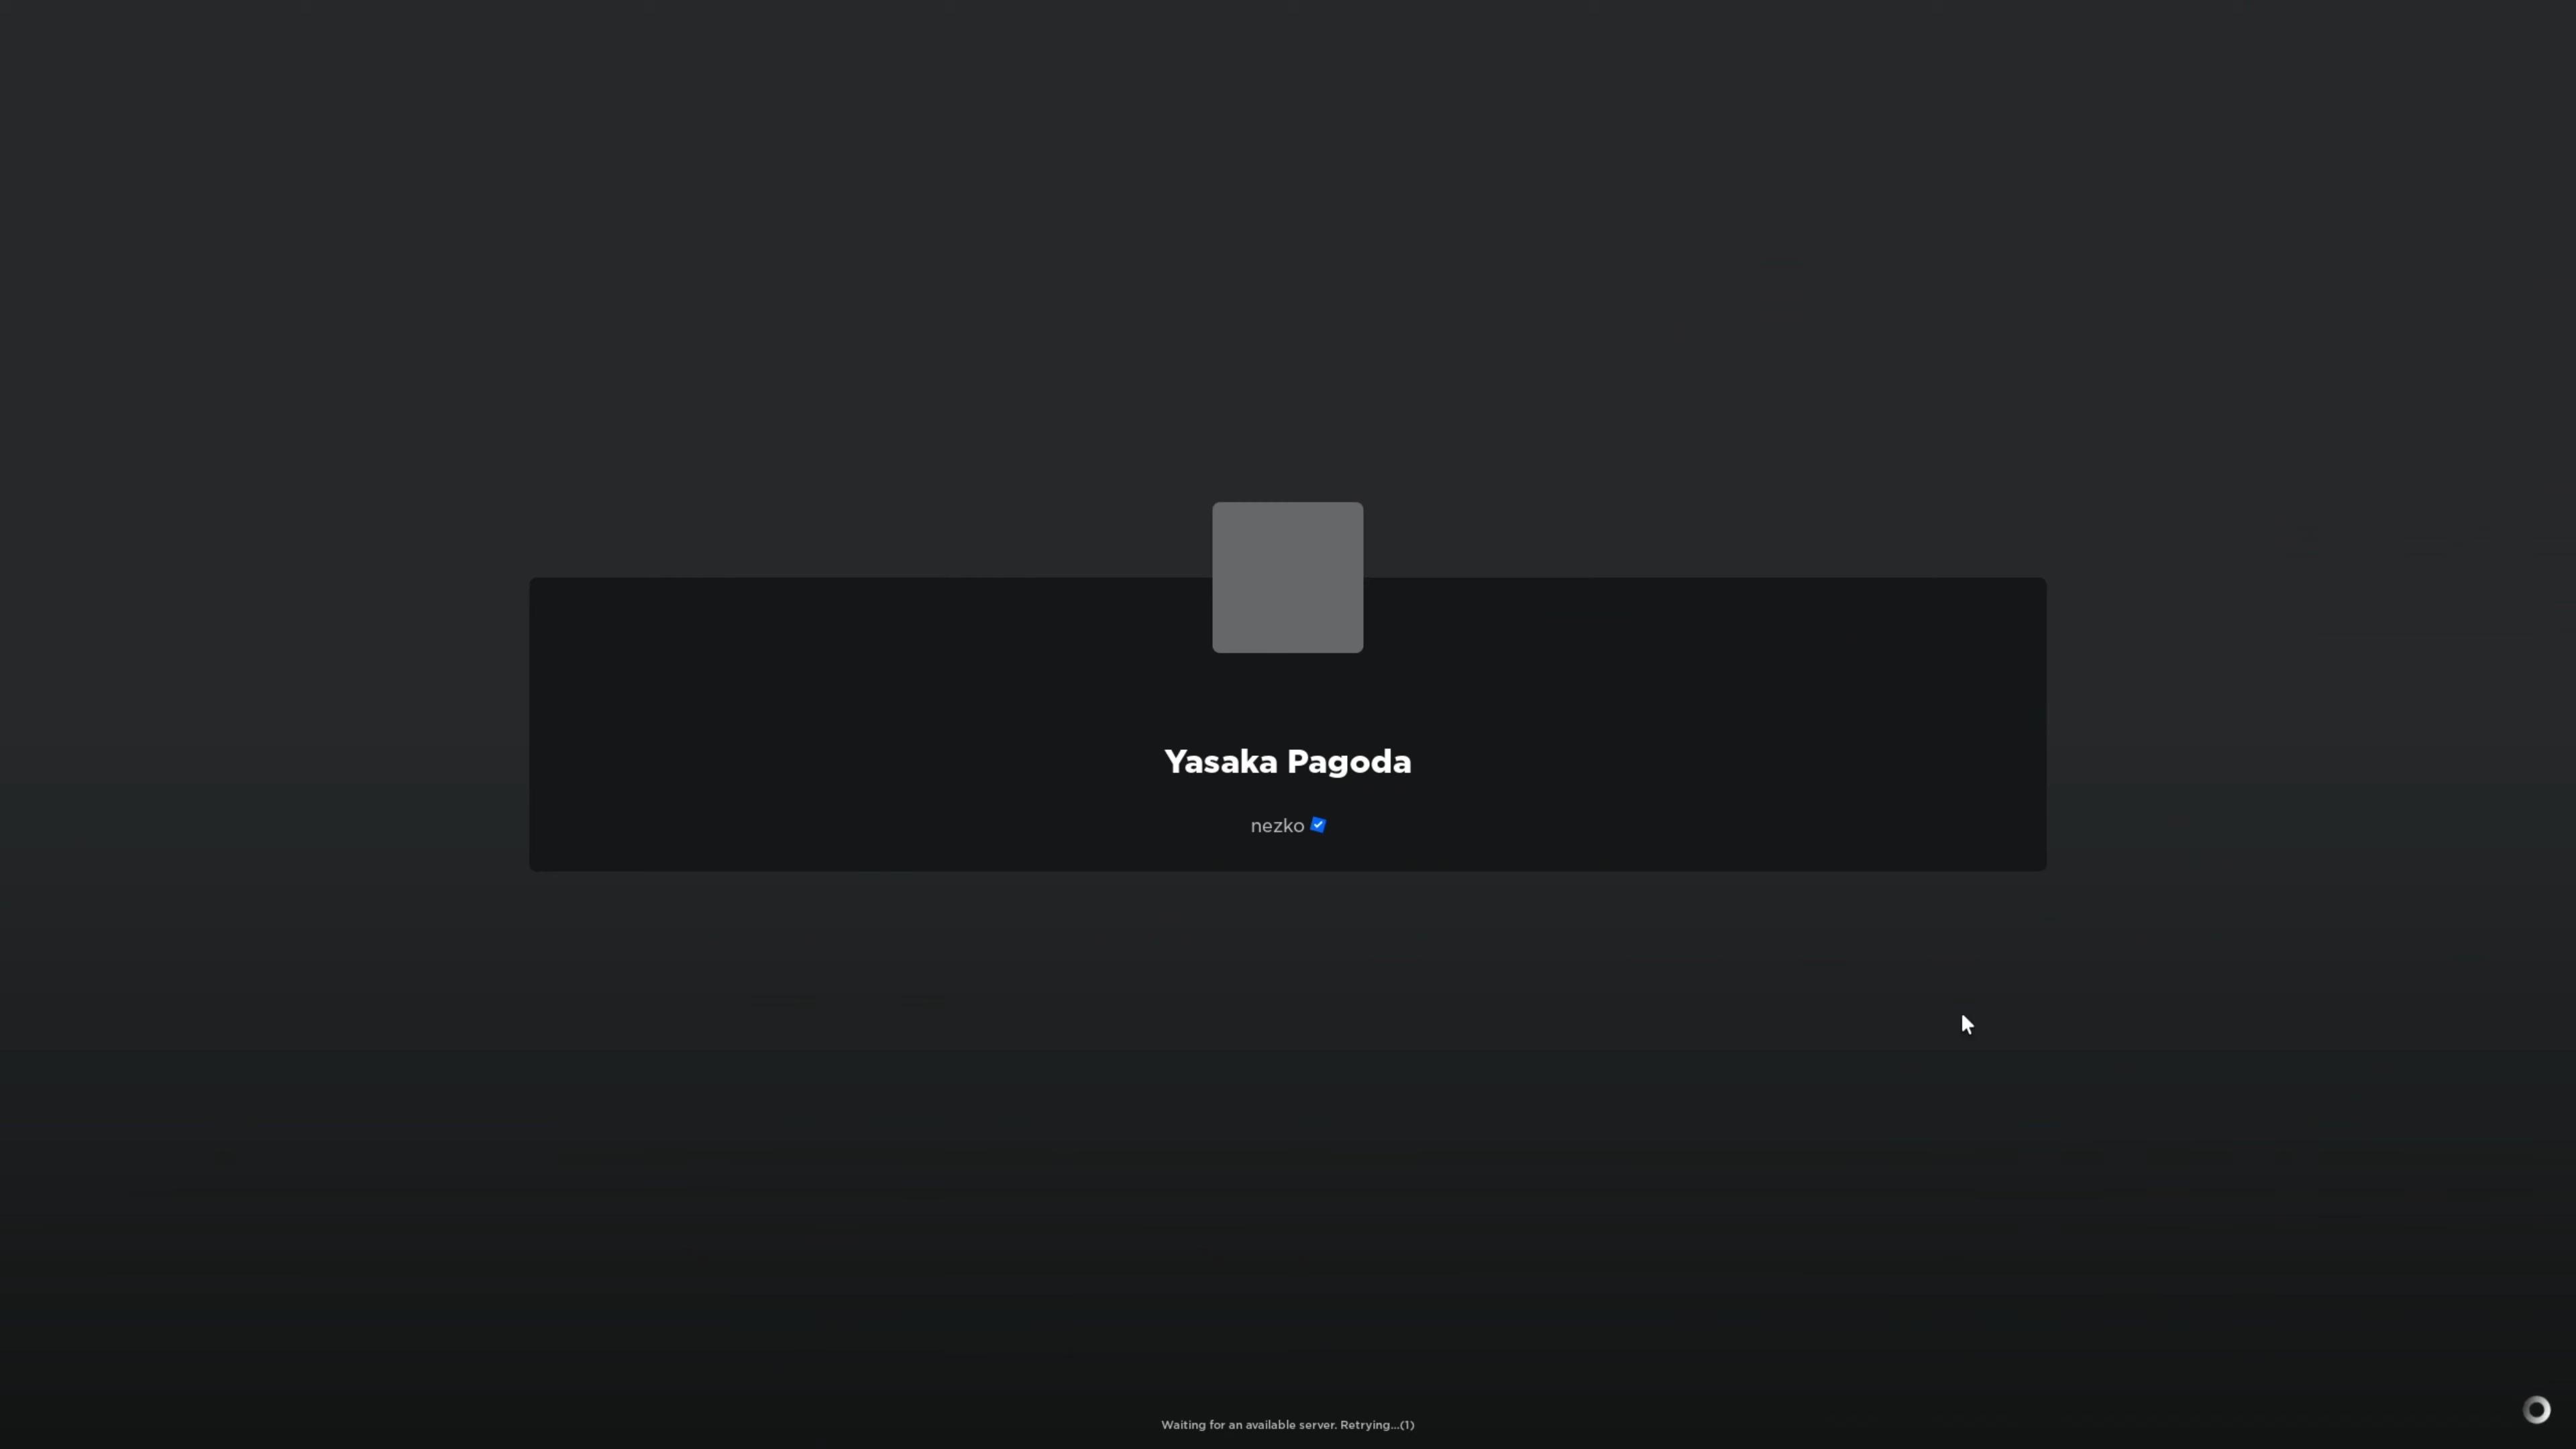 Yasaka Pagoda
nezko
Waiting for an available server. Retrying...(1)